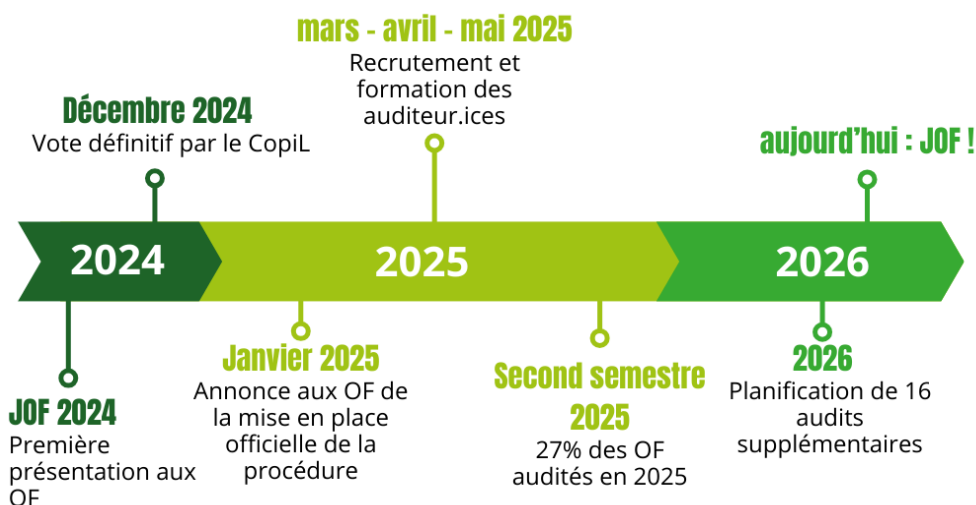 mars - avril - mai 2025
Recrutement et
formation des
auditeur.ices
Décembre 2024
Vote définitif par le CopiL
aujourd'hui : JOF !
2024
2025
2026
JOF 2024
Première
présentation aux
OF
Janvier 2025
Annonce aux OF de
la mise en place
officielle de la
procédure
Second semestre
2025
27% des OF
audités en 2025
2026
Planification de 16
audits
supplémentaires